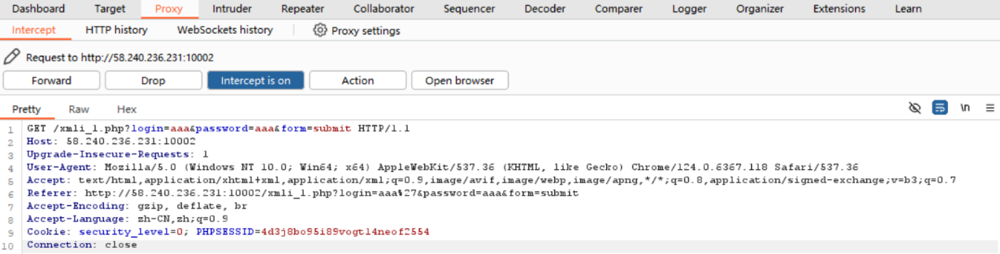 Dashboard Target Proxy Intruder Repeater Collaborator Sequencer Decoder Comparer Logger Organizer Extensions Learn
Intercept HTTP history WebSockets history Proxy settings
Request to http://58.240.236.231:10002
Forward Drop Intercept is on Action Open browser
Pretty Raw Hex \n
1 GET /xmli_1.php?login=aaa&password=aaa&form=submit HTTP/1.1
2 Host: 58.240.236.231:10002
3 Upgrade-Insecure-Requests: 1
4 User-Agent: Mozilla/5.0 (Windows NT 10.0; Win64; x64) AppleWebKit/537.36 (KHTML, like Gecko) Chrome/124.0.6367.118 Safari/537.36
5 Accept: text/html,application/xhtml+xml,application/xml;q=0.9,image/avif,image/webp,image/apng,*/*;q=0.8,application/signed-exchange;v=b3;q=0.7
6 Referer: http://58.240.236.231:10002/xmli_1.php?login=aaa%27&password=aaa&form=submit
7 Accept-Encoding: gzip, deflate, br
8 Accept-Language: zh-CN,zh;q=0.9
9 Cookie: security_level=0; PHPSESSID=4d3j8bo95i89vogtl4neof2554
10 Connection: close